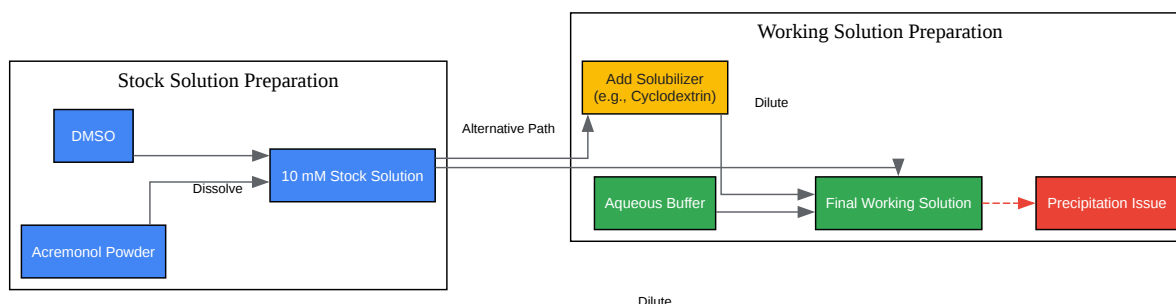 Working Solution Preparation
Stock Solution Preparation
Add Solubilizer
(e.g., Cyclodextrin)
Dilute
DMSO
Alternative Path
10 mM Stock Solution
Dissolve
Aqueous Buffer
Final Working Solution
Precipitation Issue
Acremonol Powder
Dilute